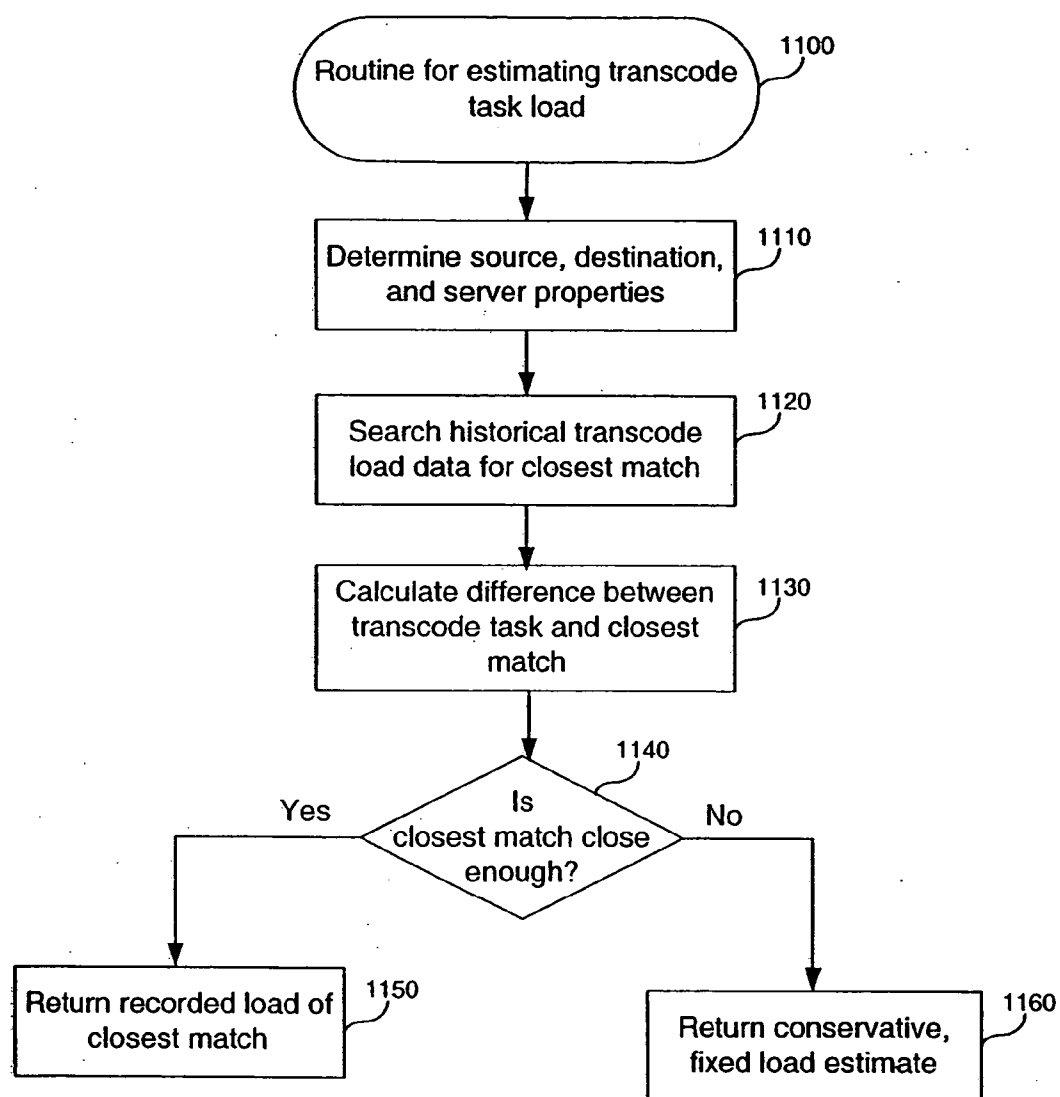 1100
Routine for estimating transcode
task load
1110
Determine source, destination,
and server properties
1120
Search historical transcode
load data for closest match
1130
Calculate difference between
transcode task and closest
match
1140
Is
closest match close
enough?
Yes
No
1150
Return recorded load of
closest match
1160
Return conservative,
fixed load estimate